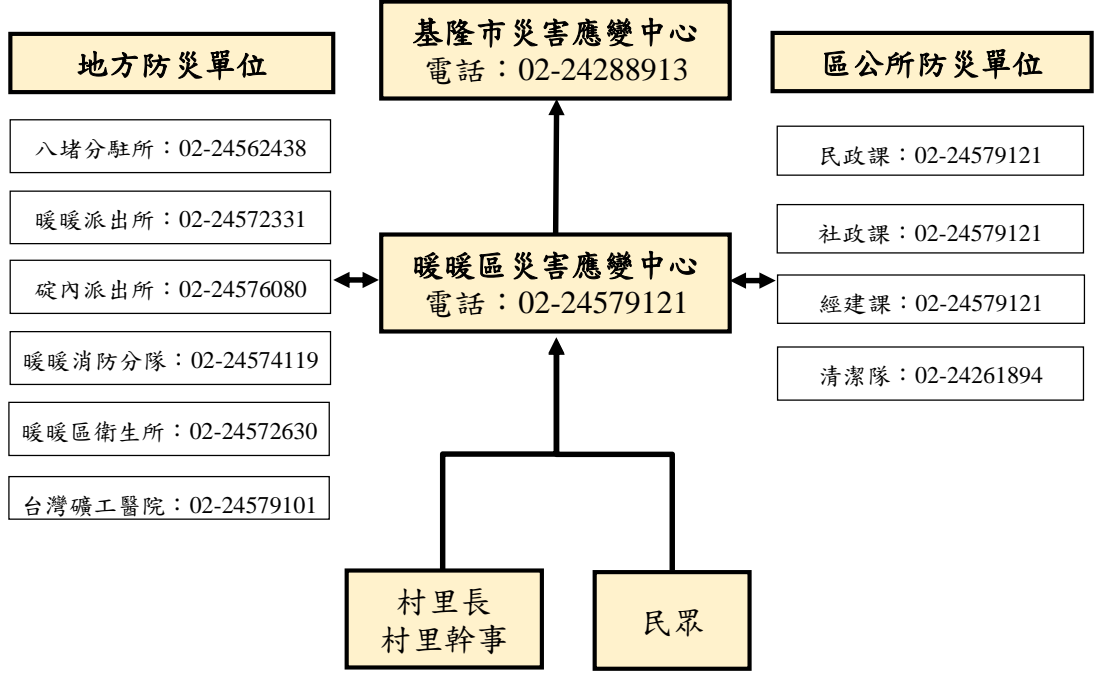 基隆市災害應變中心
電話：02-24288913
地方防災單位
八堵分駐所：02-24562438
暖暖派出所：02-24572331
碇內派出所：02-24576080
暖暖消防分隊：02-24574119
暖暖區衛生所：02-24572630
台灣礦工醫院：02-24579101
暖暖區災害應變中心
電話：02-24579121
區公所防災單位
民政課：02-24579121
社政課：02-24579121
經建課：02-24579121
清潔隊：02-24261894
村里長
村里幹事
民眾